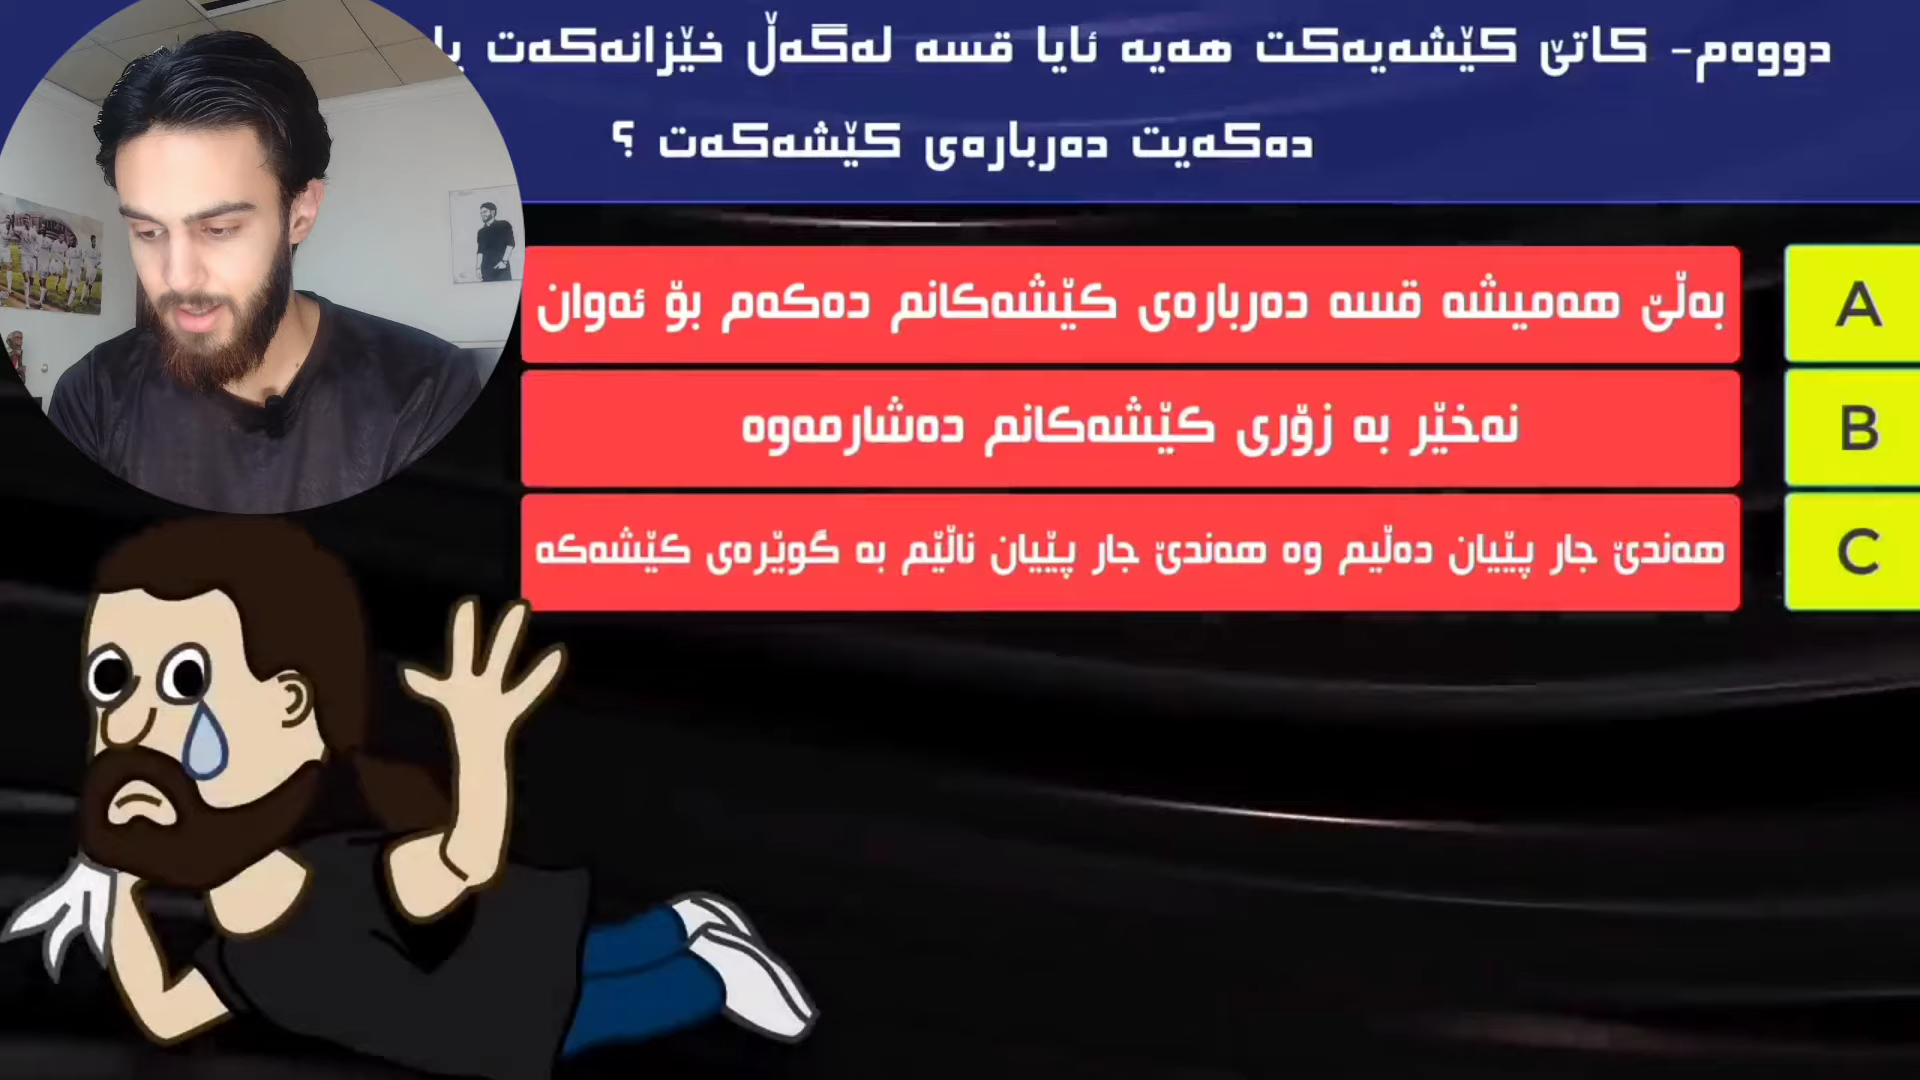 دووەم- کاتێ کێشەیەکت هەیە ئایا قسە لەگەڵ خێزانەکەت
دەکەیت دەربارەی کێشەکەت ؟
بەڵێ هەمیشە قسە دەربارەی کێشەکانم دەکەم بۆ ئەوان
A
نەخێر بە زۆری کێشەکانم دەشارمەوە
B
هەندێ جار پێیان دەڵیم وە هەندێ جار پێیان ناڵێم بە گوێرەی کێشەکە
C